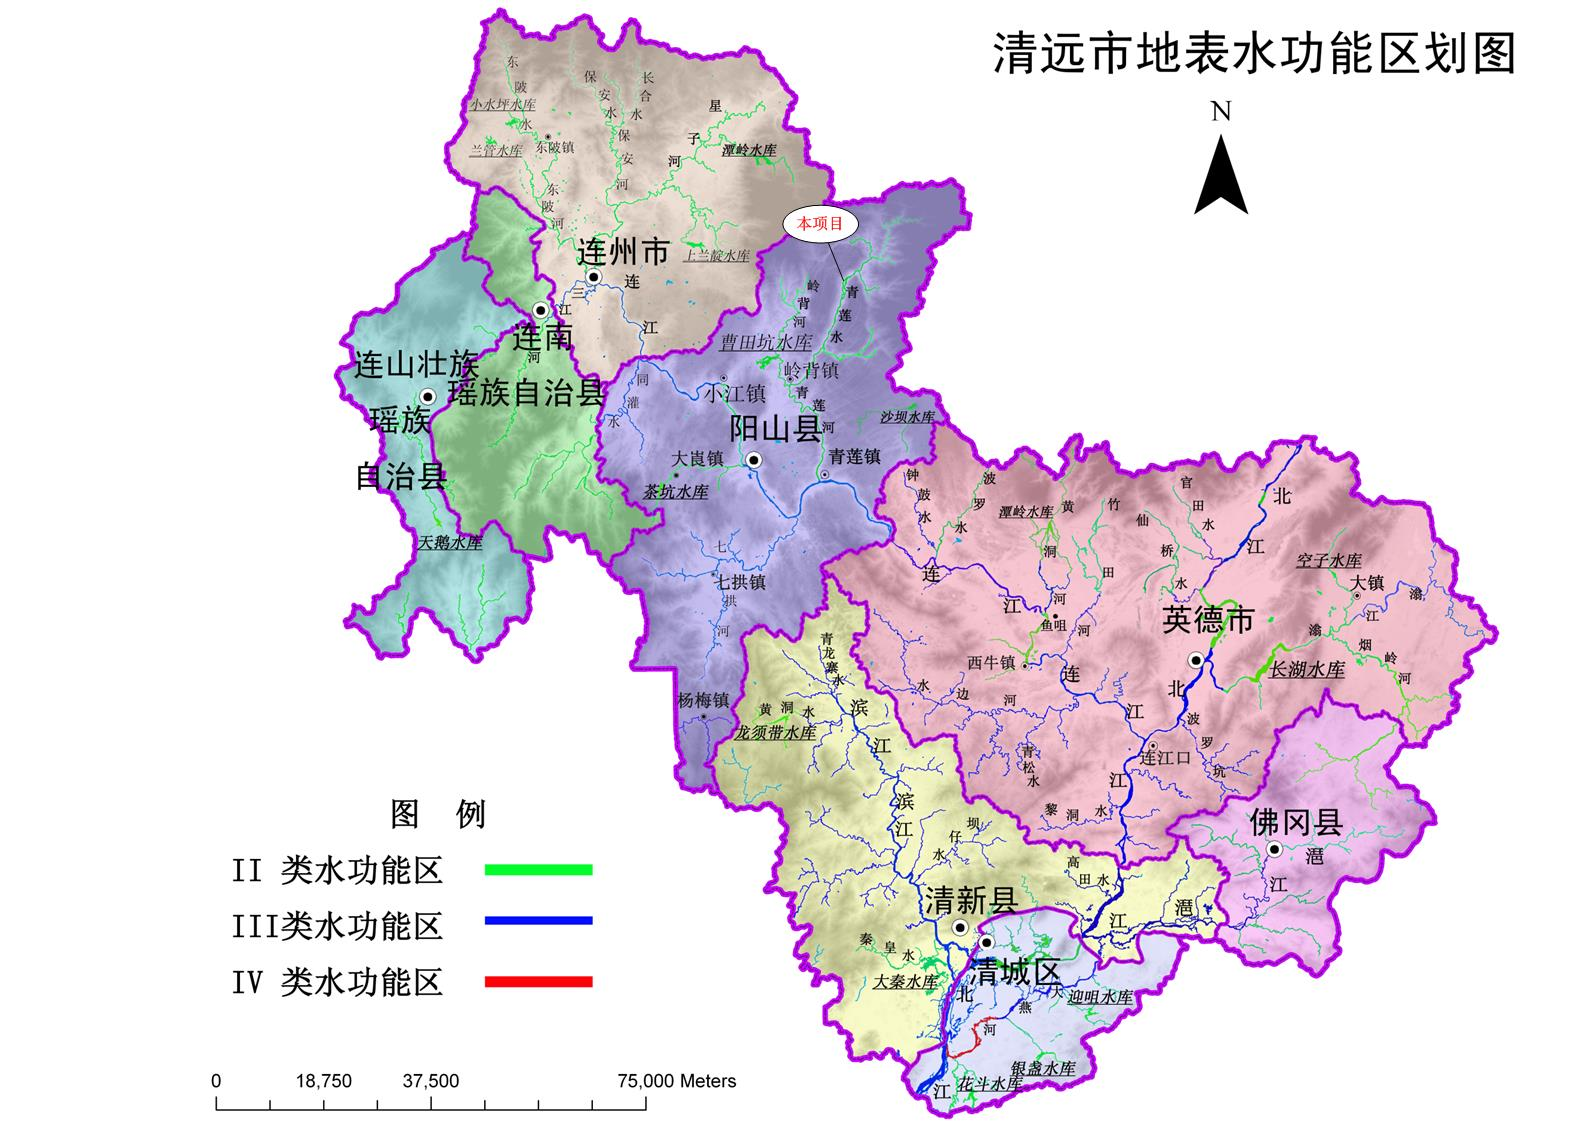 清远市地表水功能区划图
N
东
陂
水
小水坪水库
兰管水库
东陂镇
东
陂
河
保
安
水
保
安
河
长
合
水
星
子
河
潭岭水库
上兰靛水库
连州市
三
江
连
江
本项目
岭
背
河
青
莲
水
曹田坑水库
岭背镇
青
莲
河
连南
瑶族自治县
河
连山壮族
瑶族
自治县
天鹅水库
同
灌
水
小江镇
阳山县
沙坝水库
大崀镇
茶坑水库
青莲镇
七
七拱镇
拱
河
杨梅镇
钟
鼓
水
波
罗
水
潭岭水库
黄
洞
河
竹
田
河
仙
桥
水
官
田
水
北
江
空子水库
大镇
滃
江
滃
烟
岭
河
连
江
鱼咀
英德市
西牛镇
长湖水库
水
边
河
连
江
北
江
波
罗
坑
连江口
青
松
水
黎
洞
水
青
龙
寨
水
黄
洞
水
龙须带水库
滨
江
滨
江
坝
仔
水
高
田
水
佛冈县
潖
江
清新县
江
潖
秦
皇
水
大秦水库
清城区
北
江
大
燕
河
迎咀水库
银盏水库
花斗水库
图 例
II 类水功能区
III类水功能区
IV 类水功能区
0 18,750 37,500 75,000 Meters